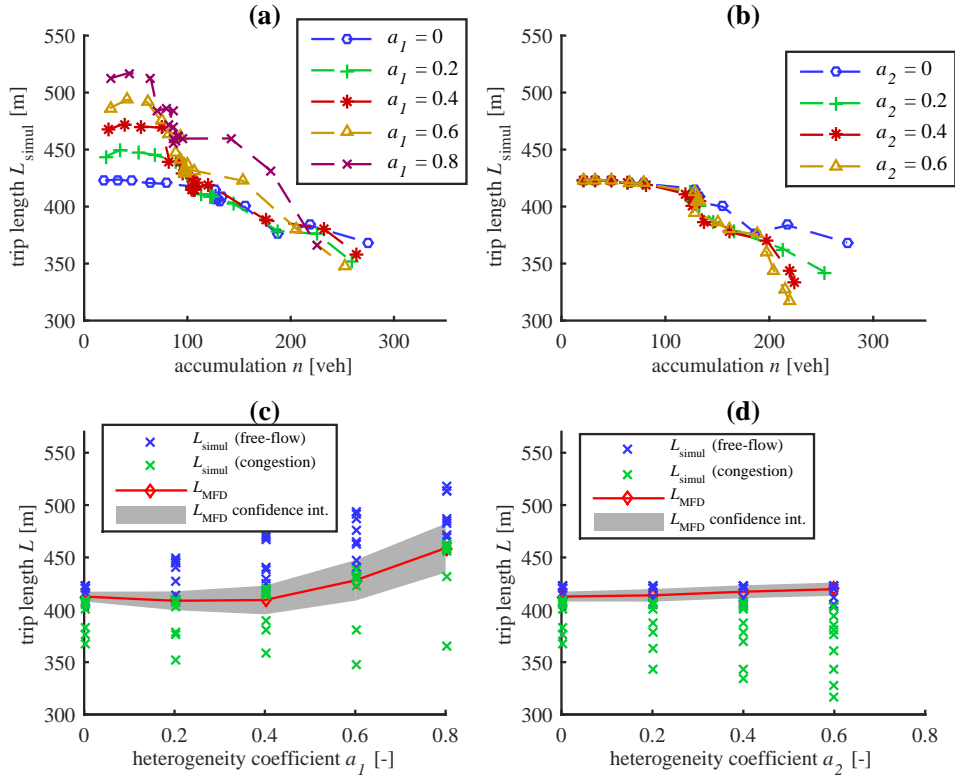 (a)
550
500
450
400
350
300
0
100
200
300
trip length L_simul [m]
accumulation n [veh]
a_1 = 0
a_1 = 0.2
a_1 = 0.4
a_1 = 0.6
a_1 = 0.8
(b)
550
500
450
400
350
300
0
100
200
300
trip length L_simul [m]
accumulation n [veh]
a_2 = 0
a_2 = 0.2
a_2 = 0.4
a_2 = 0.6
(c)
550
500
450
400
350
300
0
0.2
0.4
0.6
0.8
trip length L [m]
heterogeneity coefficient a_1 [-]
L_simul (free-flow)
L_simul (congestion)
L_MFD
L_MFD confidence int.
(d)
550
500
450
400
350
300
0
0.2
0.4
0.6
0.8
trip length L [m]
heterogeneity coefficient a_2 [-]
L_simul (free-flow)
L_simul (congestion)
L_MFD
L_MFD confidence int.